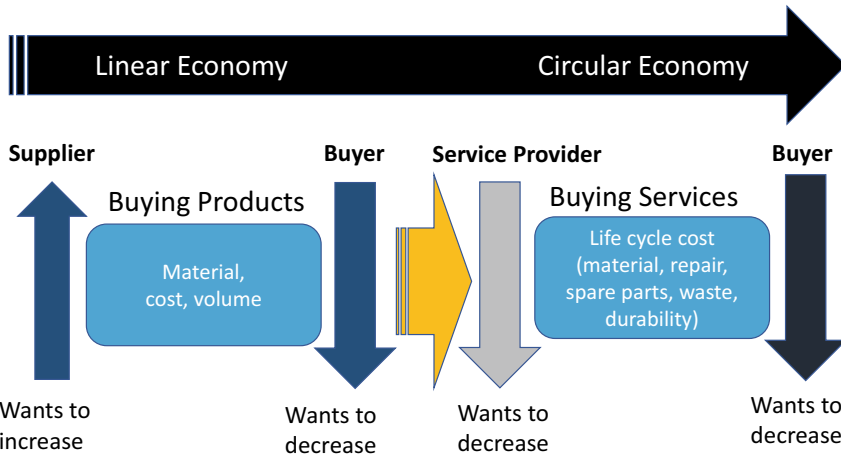 Linear Economy
Circular Economy
Supplier
Buyer
Service Provider
Buyer
Buying Products
Buying Services
Material,
cost, volume
Life cycle cost
(material, repair,
spare parts, waste,
durability)
Wants to
increase
Wants to
decrease
Wants to
decrease
Wants to
decrease